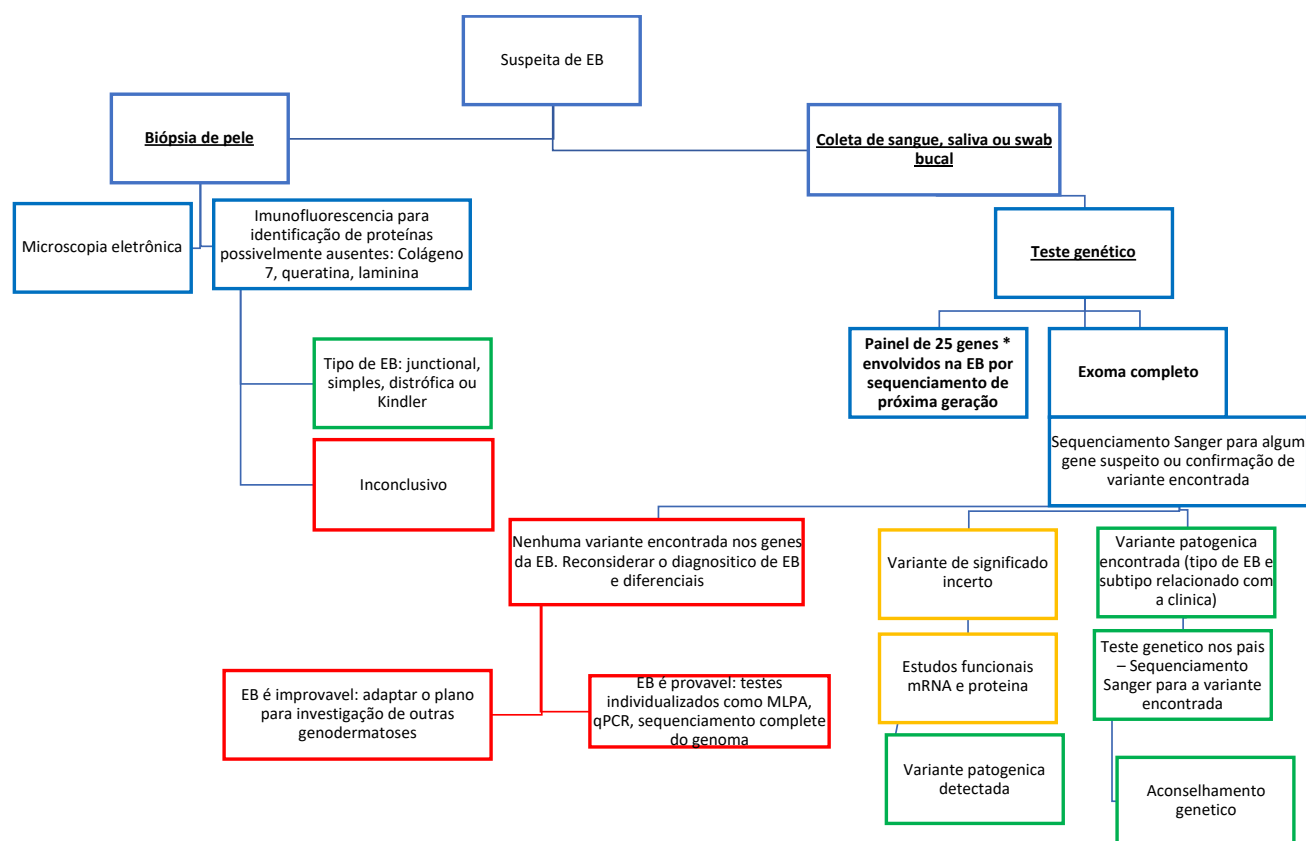 Suspeita de EB
Biópsia de pele
Coleta de sangue, saliva ou swab
bucal
Microscopia eletrônica
Imunofluorescencia para
identificação de proteínas
possivelmente ausentes: Colágeno
7, queratina, laminina
Teste genético
Tipo de EB: junctional,
simples, distrófica ou
Kindler
Painel de 25 genes *
envolvidos na EB por
sequenciamento de
próxima geração
Exoma completo
Inconclusivo
Sequenciamento Sanger para algum
gene suspeito ou confirmação de
variante encontrada
Nenhuma variante encontrada nos genes
da EB. Reconsiderar o diagnositico de EB
e diferenciais
Variante de significado
incerto
Variante patogenica
encontrada (tipo de EB e
subtipo relacionado com
a clinica)
EB é improvavel: adaptar o plano
para investigação de outras
genodermatoses
EB é provavel: testes
individualizados como MLPA,
qPCR, sequenciamento complete
do genoma
Estudos funcionais
mRNA e proteina
Teste genetico nos pais
– Sequenciamento
Sanger para a variante
encontrada
Variante patogenica
detectada
Aconselhamento
genetico